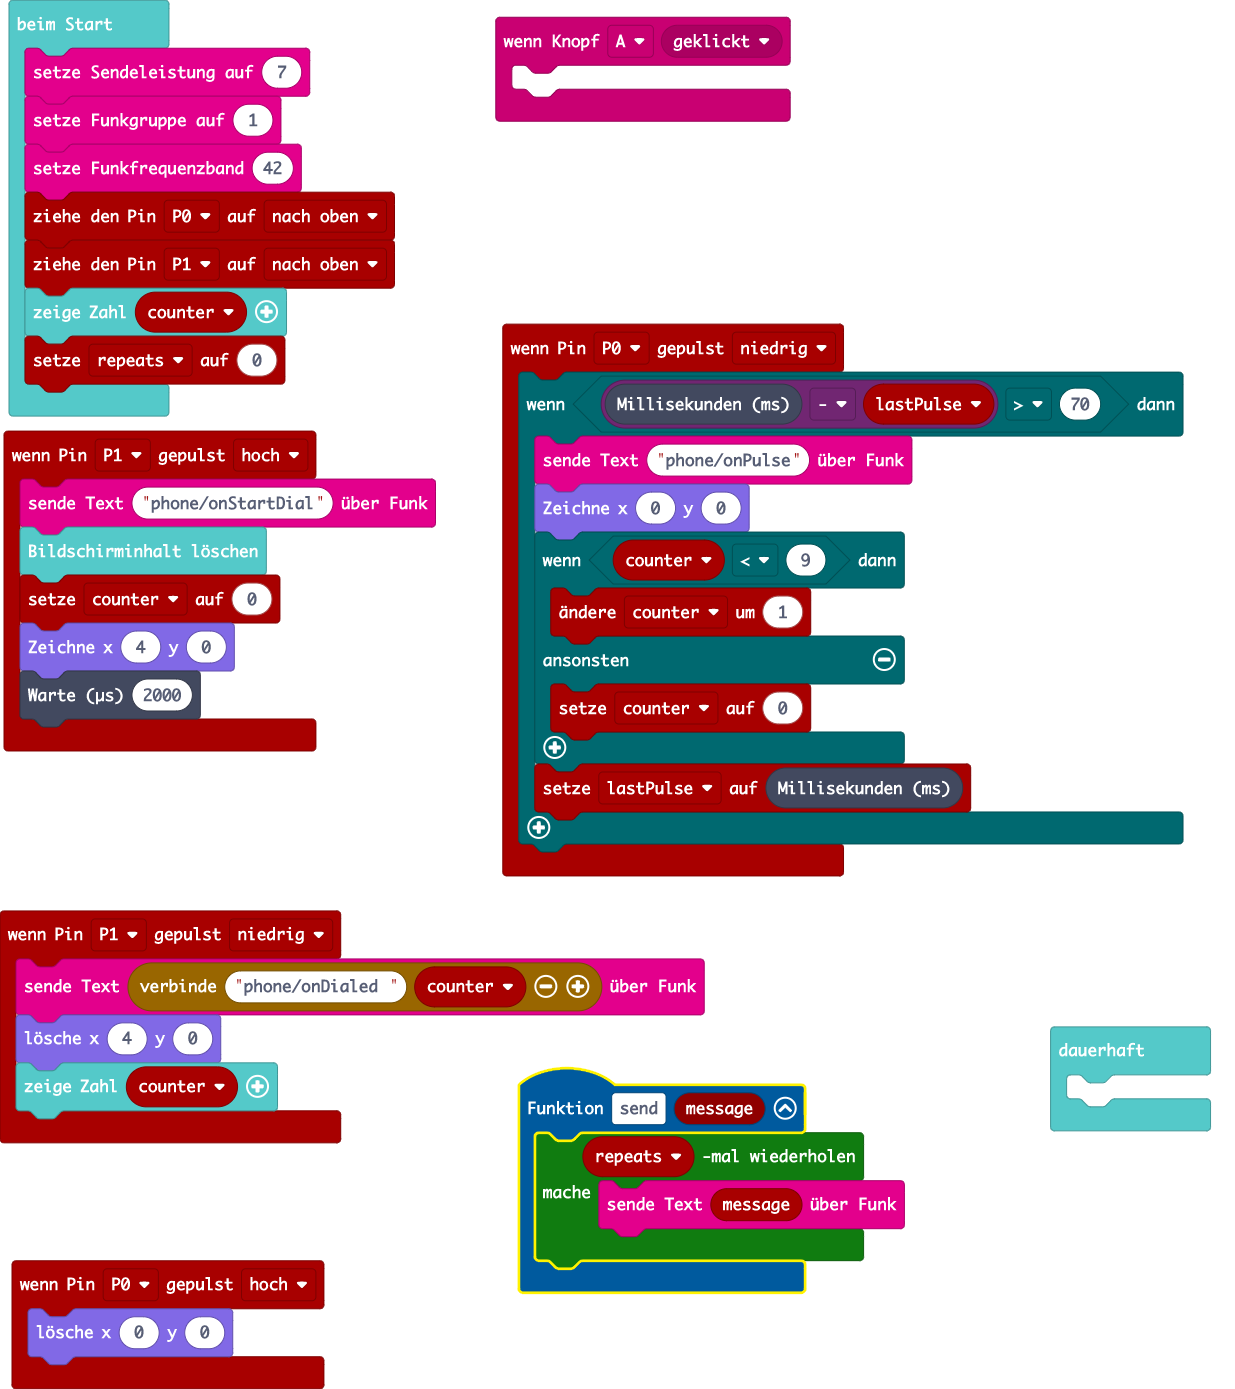 beim Start
setze Sendeleistung auf 7
setze Funkgruppe auf 1
setze Funkfrequenzband 42
ziehe den Pin P0 auf nach oben
ziehe den Pin P1 auf nach oben
zeige Zahl counter
setze repeats auf 0
wenn Knopf A geklickt
wenn Pin P1 gepulst hoch
sende Text "phone/onStartDial" über Funk
Bildschirminhalt löschen
setze counter auf 0
Zeichne x 4 y 0
Warte (µs) 2000
wenn Pin P0 gepulst niedrig
wenn Millisekunden (ms) - lastPulse > 70 dann
sende Text "phone/onPulse" über Funk
Zeichne x 0 y 0
wenn counter < 9 dann
ändere counter um 1
ansonsten
setze counter auf 0
setze lastPulse auf Millisekunden (ms)
wenn Pin P1 gepulst niedrig
sende Text verbinde "phone/onDialed " counter über Funk
lösche x 4 y 0
zeige Zahl counter
Funktion send message
repeats -mal wiederholen
mache
sende Text message über Funk
dauerhaft
wenn Pin P0 gepulst hoch
lösche x 0 y 0